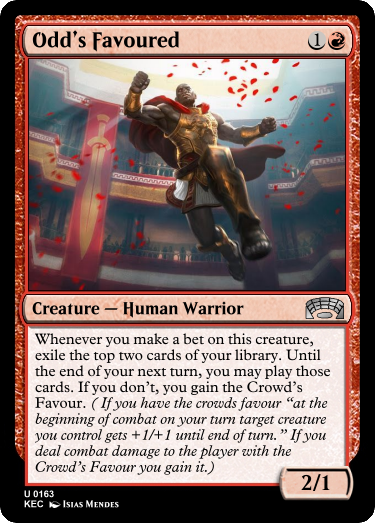 Odd's Favoured 1
Creature — Human Warrior
Whenever you make a bet on this creature,
exile the top two cards of your library. Until
the end of your next turn, you may play those
cards. If you don't, you gain the Crowd's
Favour. ( If you have the crowds favour “at the
beginning of combat on your turn target creature
you control gets +1/+1 until end of turn.” If you
deal combat damage to the player with the
Crowd's Favour you gain it.)
2/1
U 0163
KEC Isias Mendes